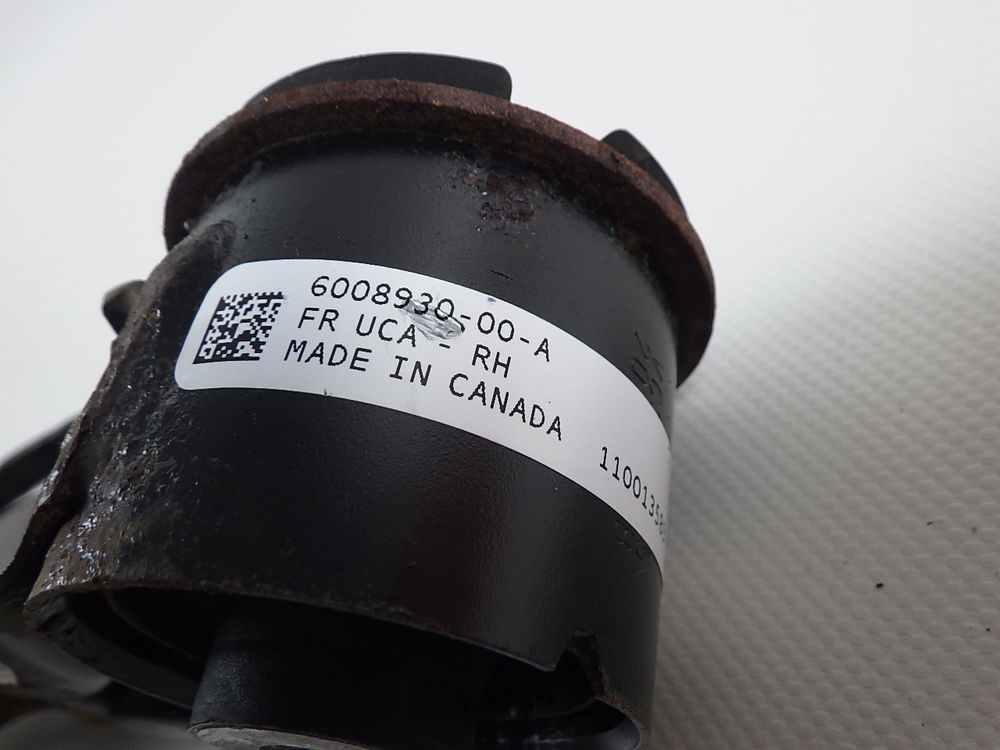 6008930-00-A
FR UCA - RH
MADE IN CANADA